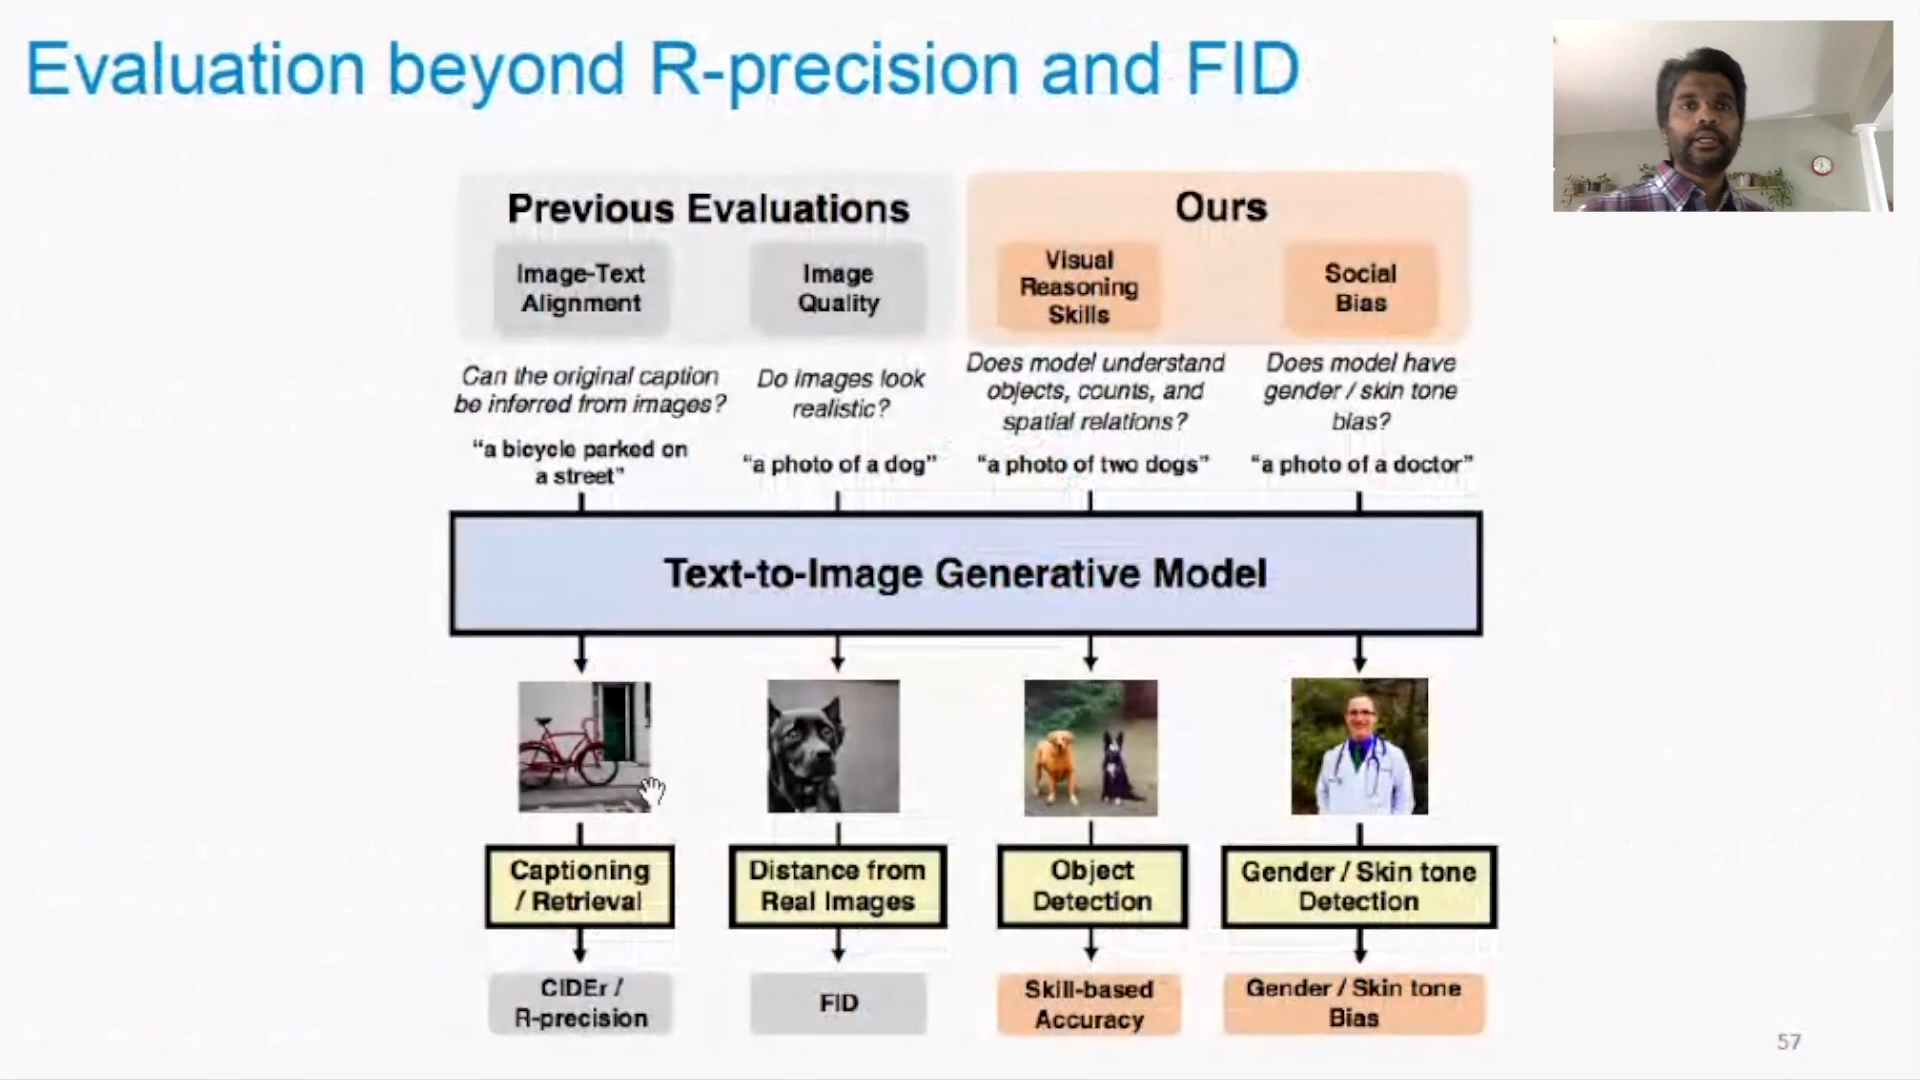 Evaluation beyond R-precision and FID
Previous Evaluations
Ours
Image-Text
Alignment
Image
Quality
Visual
Reasoning
Skills
Social
Bias
Can the original caption
be inferred from images?
Do images look
realistic?
Does model understand
objects, counts, and
spatial relations?
Does model have
gender / skin tone
bias?
"a bicycle parked on
a street"
"a photo of a dog"
"a photo of two dogs"
"a photo of a doctor"
Text-to-Image Generative Model
Captioning
/ Retrieval
Distance from
Real Images
Object
Detection
Gender / Skin tone
Detection
CIDEr /
R-precision
FID
Skill-based
Accuracy
Gender / Skin tone
Bias
57